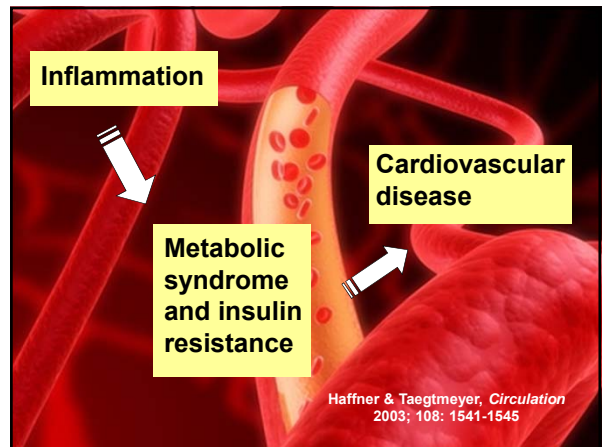 Inflammation
Cardiovascular
disease
Metabolic
syndrome
and insulin
resistance
Haffner & Taegtmeyer, Circulation
2003; 108: 1541-1545